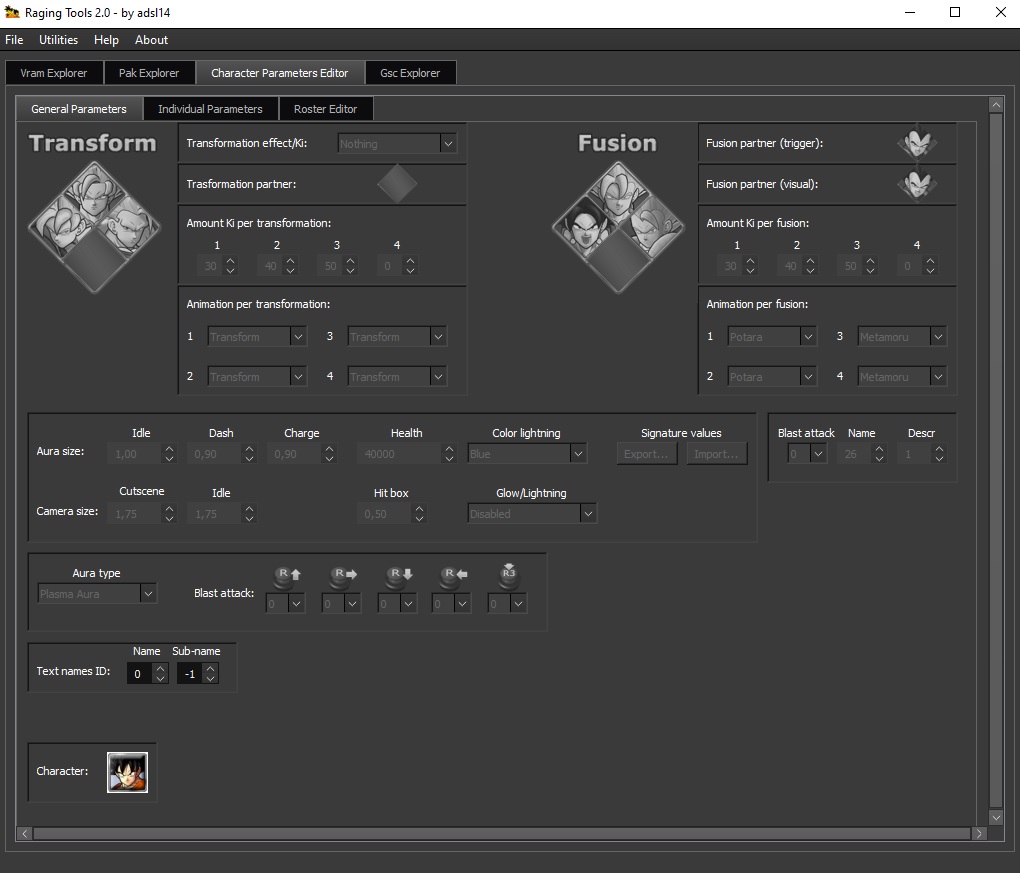 Raging Tools 2.0 - by adsl14
File Utilities Help About
Vram Explorer Pak Explorer Character Parameters Editor Gsc Explorer
General Parameters Individual Parameters Roster Editor
Transform
Transformation effect/Ki: Nothing
Trasformation partner:
Amount Ki per transformation:
1 2 3 4
30 40 50 0
Animation per transformation:
1 Transform 3 Transform
2 Transform 4 Transform
Fusion
Fusion partner (trigger):
Fusion partner (visual):
Amount Ki per fusion:
1 2 3 4
30 40 50 0
Animation per fusion:
1 Potara 3 Metamoru
2 Potara 4 Metamoru
Idle Dash Charge Health Color lightning Signature values
Aura size: 1,00 0,90 0,90 40000 Blue Export... Import...
Cutscene Idle Hit box Glow/Lightning
Camera size: 1,75 1,75 0,50 Disabled
Blast attack Name Descr
0 26 1
Aura type
Plasma Aura
R R R R R3
Blast attack: 0 0 0 0 0
Name Sub-name
Text names ID: 0 -1
Character: